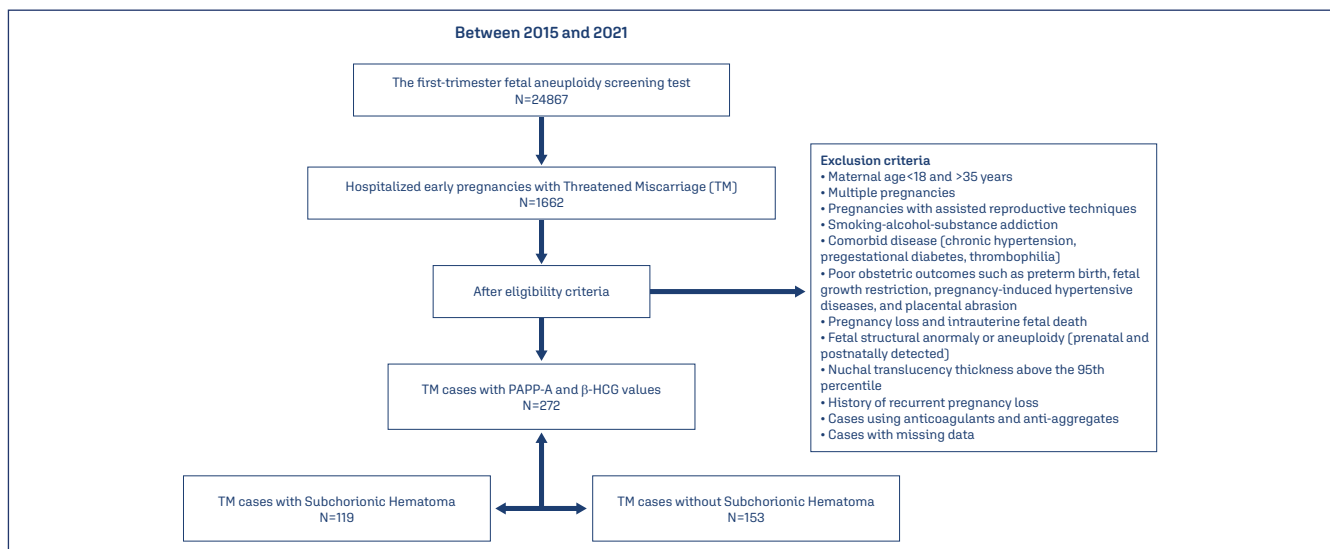 Between 2015 and 2021
The first-trimester fetal aneuploidy screening test
N=24867
Hospitalized early pregnancies with Threatened Miscarriage (TM)
N=1662
After eligibility criteria
Exclusion criteria
• Maternal age<18 and >35 years
• Multiple pregnancies
• Pregnancies with assisted reproductive techniques
• Smoking-alcohol-substance addiction
• Comorbid disease (chronic hypertension,
pregestational diabetes, thrombophilia)
• Poor obstetric outcomes such as preterm birth, fetal
growth restriction, pregnancy-induced hypertensive
diseases, and placental abrasion
• Pregnancy loss and intrauterine fetal death
• Fetal structural anormaly or aneuploidy (prenatal and
postnatally detected)
• Nuchal translucency thickness above the 95th
percentile
• History of recurrent pregnancy loss
• Cases using anticoagulants and anti-aggregates
• Cases with missing data
TM cases with PAPP-A and β-HCG values
N=272
TM cases with Subchorionic Hematoma
N=119
TM cases without Subchorionic Hematoma
N=153